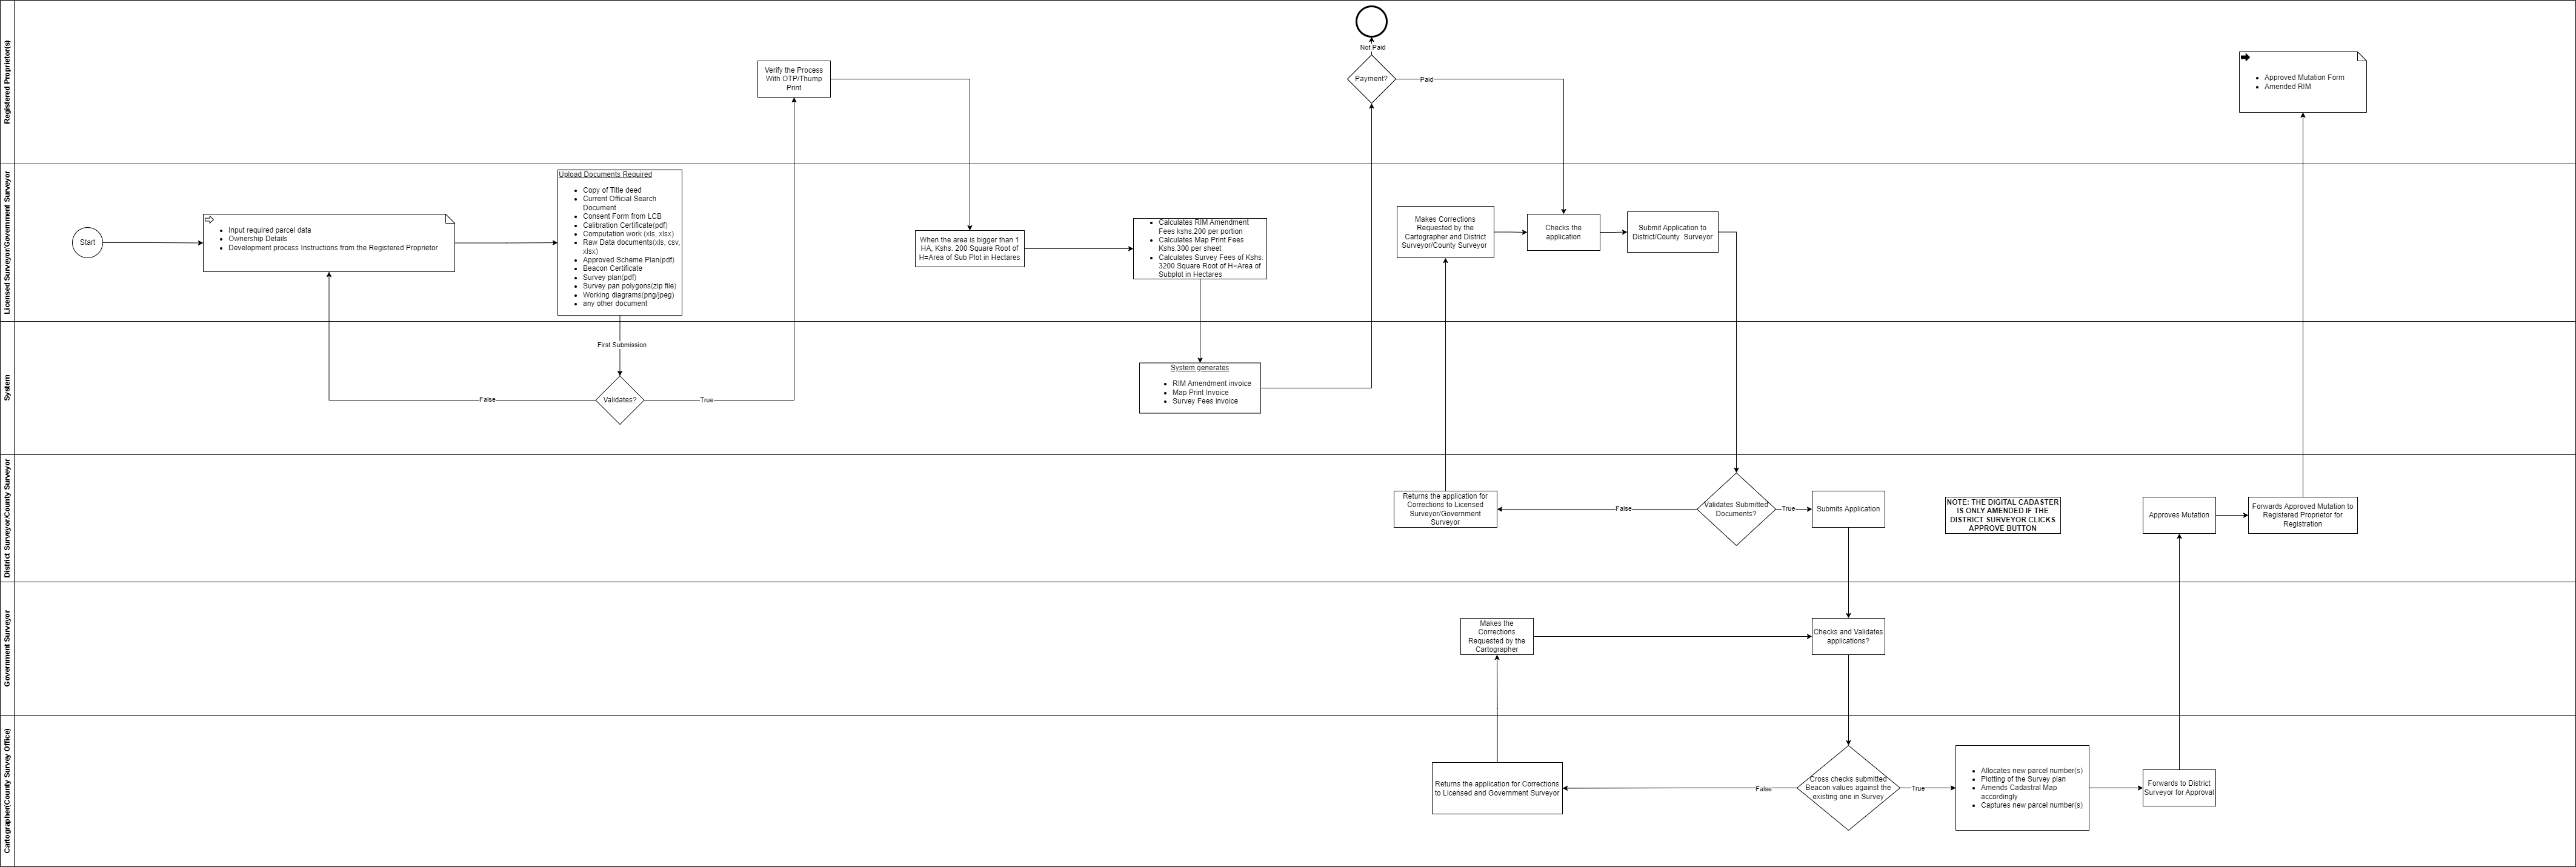 Registered Proprietor(s)
Not Paid
Payment?
Paid
Verify the Process
With OTP/Thump
Print
Approved Mutation Form
Amended RIM
Licensed Surveyor/Government Surveyor
Start
Input required parcel data
Ownership Details
Development process Instructions from the Registered Proprietor
Upload Documents Required
Copy of Title deed
Current Official Search
Document
Consent Form from LCB
Calibration Certificate(pdf)
Computation work (xls, xlsx)
Raw Data documents(xls, csv,
xlsx)
Approved Scheme Plan(pdf)
Beacon Certificate
Survey plan(pdf)
Survey pan polygons(zip file)
Working diagrams(png/jpeg)
any other document
When the area is bigger than 1
HA, Kshs. 200 Square Root of
H=Area of Sub Plot in Hectares
Calculates RIM Amendment
Fees kshs.200 per portion
Calculates Map Print Fees
Kshs.300 per sheet
Calculates Survey Fees of Kshs.
3200 Square Root of H=Area of
Subplot in Hectares
Makes Corrections
Requested by the
Cartographer and District
Surveyor/County Surveyor
Checks the
application
Submit Application to
District/County Surveyor
System
First Submission
False
Validates?
True
System generates
RIM Amendment invoice
Map Print Invoice
Survey Fees invoice
District Surveyor/County Surveyor
Returns the application for
Corrections to Licensed
Surveyor/Government
Surveyor
False
Validates Submitted
Documents?
True
Submits Application
NOTE: THE DIGITAL CADASTER
IS ONLY AMENDED IF THE
DISTRICT SURVEYOR CLICKS
APPROVE BUTTON
Approves Mutation
Forwards Approved Mutation to
Registered Proprietor for
Registration
Government Surveyor
Makes the
Corrections
Requested by the
Cartographer
Checks and Validates
applications?
Cartographer(County Survey Office)
Returns the application for Corrections
to Licensed and Government Surveyor
False
Cross checks submitted
Beacon values against the
existing one in Survey
True
Allocates new parcel number(s)
Plotting of the Survey plan
Amends Cadastral Map
accordingly
Captures new parcel number(s)
Forwards to District
Surveyor for Approval